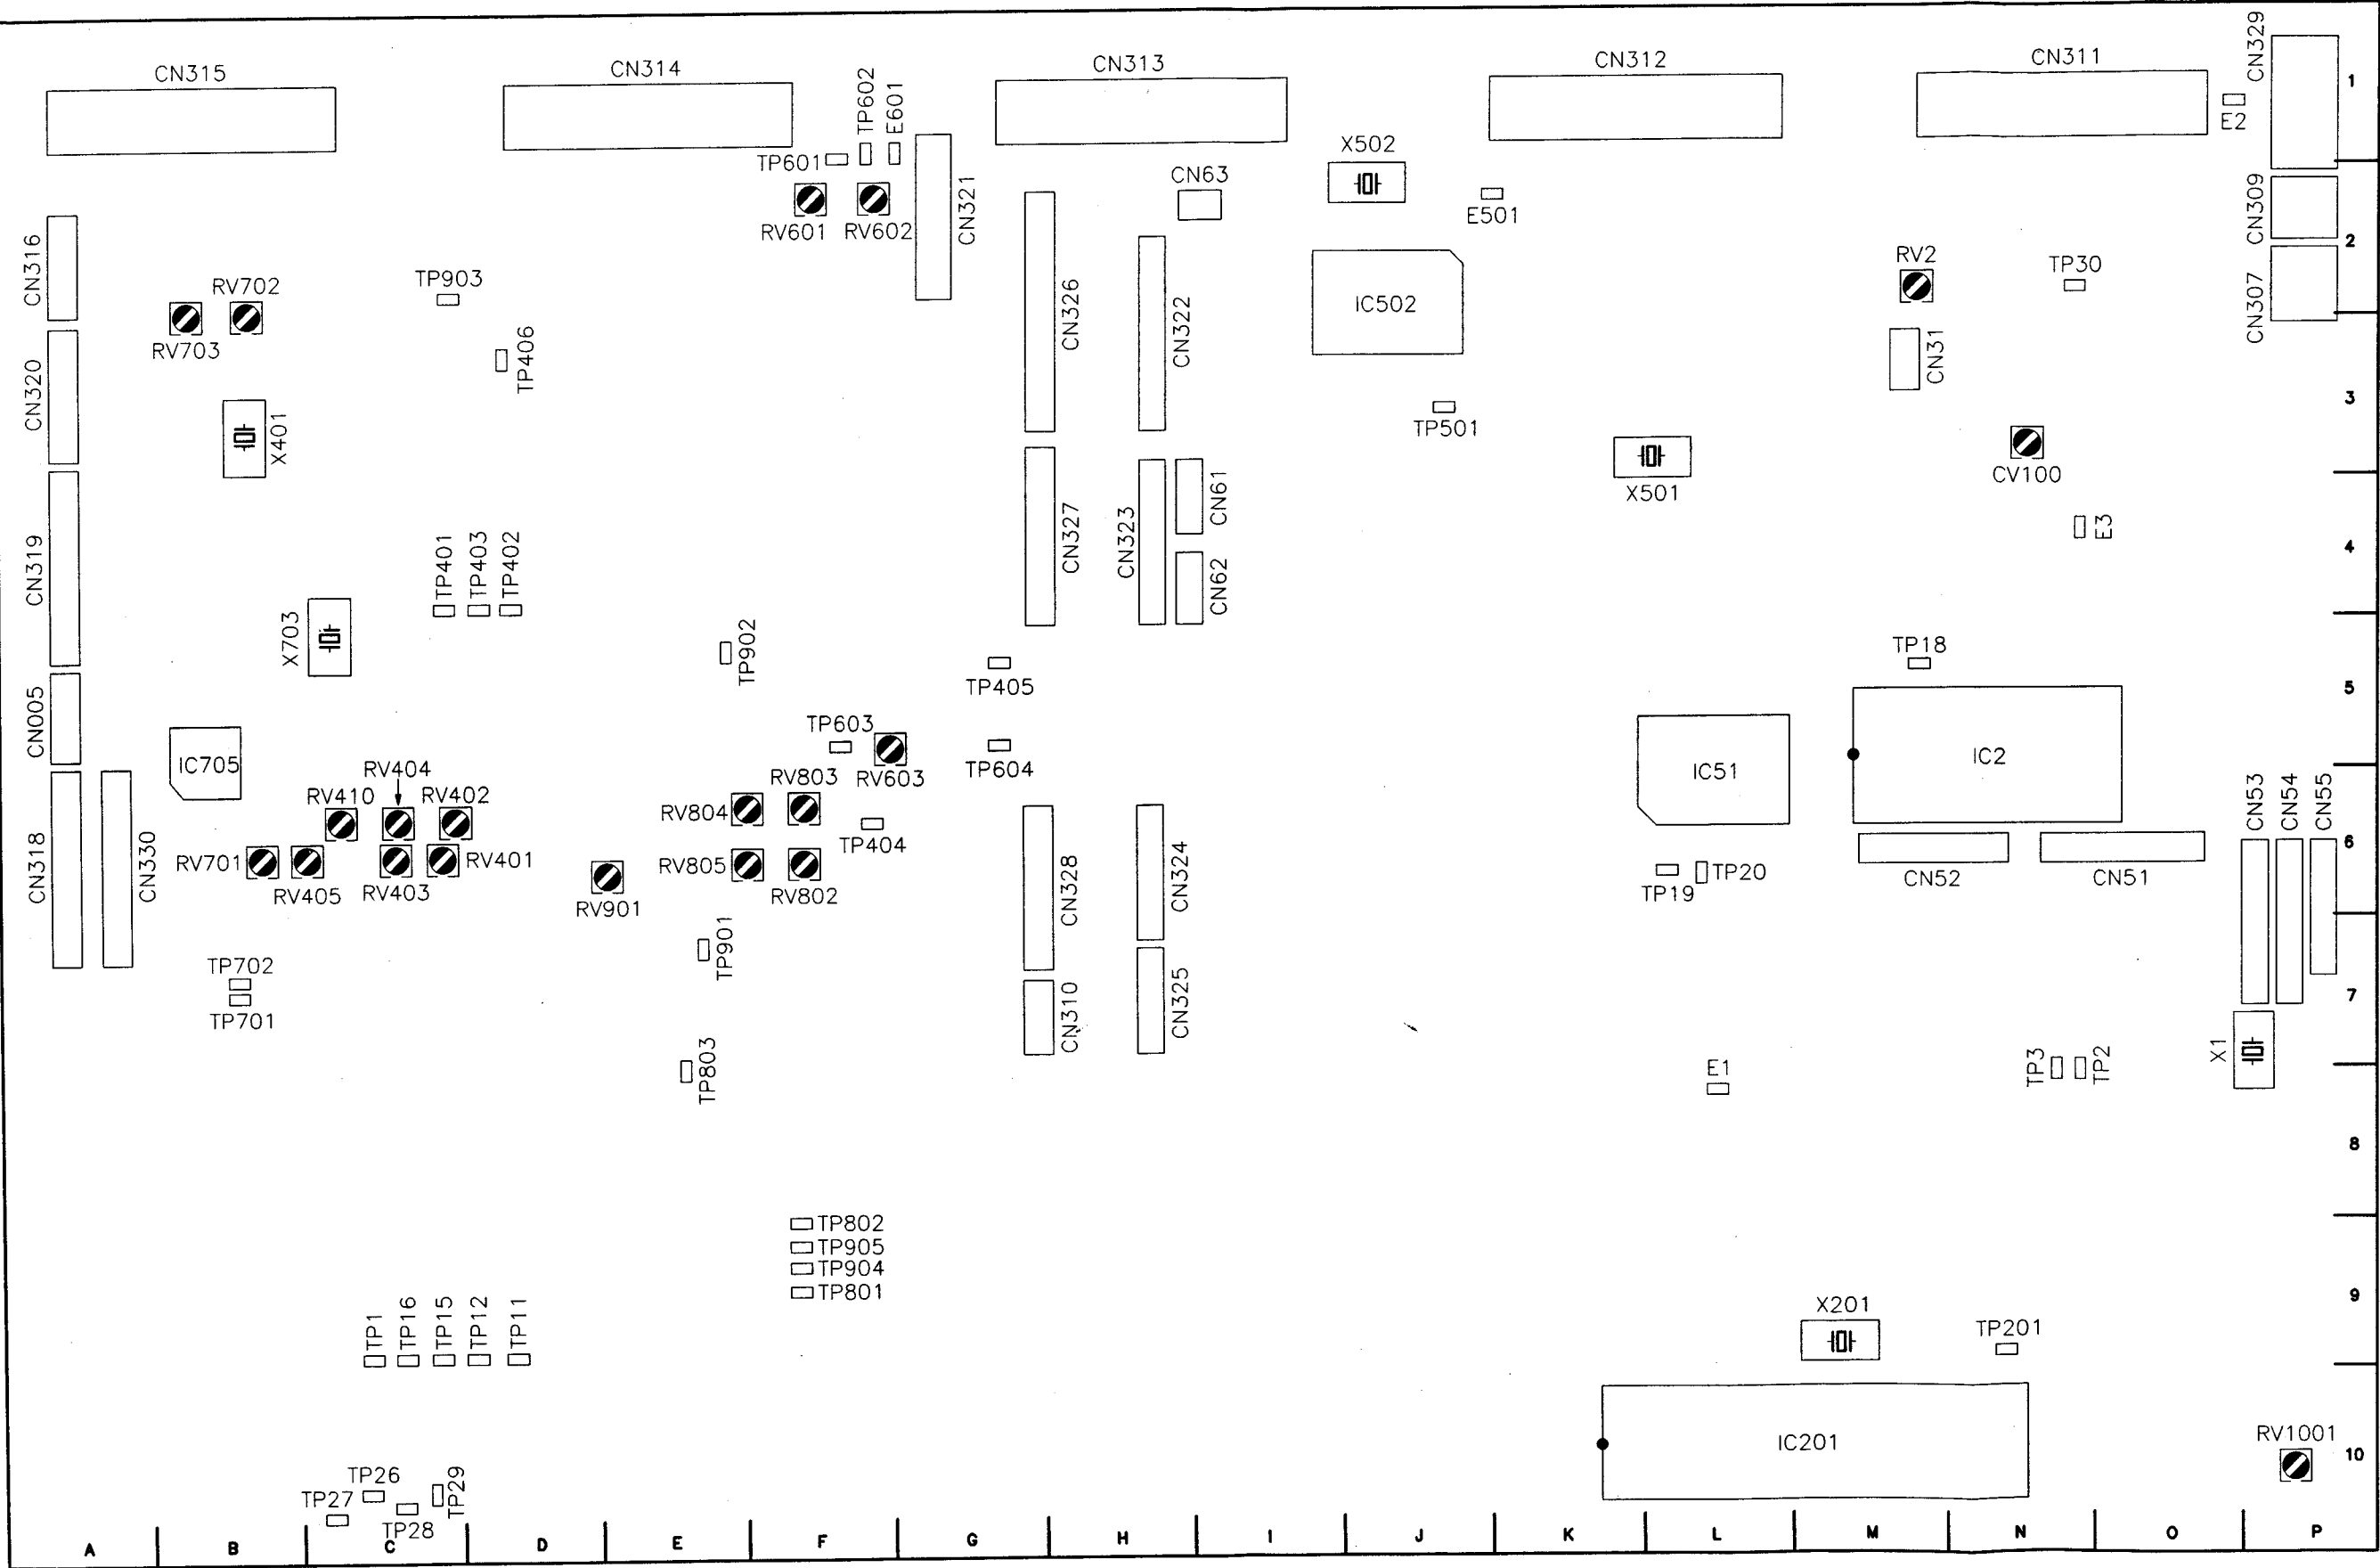 CN315
CN314
CN313
CN312
CN311
CN329
1
E2
TP602
E601
TP601
X502
CN63
CN321
RV601
RV602
E501
CN309
2
CN316
RV702
TP903
CN326
CN322
IC502
RV2
TP30
CN307
RV703
TP406
CN31
CN320
X401
TP501
3
X501
CV100
CN319
TP401
TP403
TP402
CN327
CN323
CN61
CN62
E3
4
X703
TP902
TP405
TP18
5
CN005
IC705
TP603
RV603
TP604
IC51
IC2
RV404
RV410
RV402
RV803
RV804
TP404
CN53
CN54
CN55
CN318
CN330
RV701
RV405
RV403
RV401
RV901
RV805
RV802
CN328
CN324
TP19
TP20
CN52
CN51
6
TP901
TP702
TP701
CN310
CN325
7
TP803
E1
TP3
TP2
X1
8
TP802
TP905
TP904
TP801
TP1
TP16
TP15
TP12
TP11
X201
TP201
9
IC201
RV1001
10
TP26
TP27
TP28
TP29
A B C D E F G H I J K L M N O P